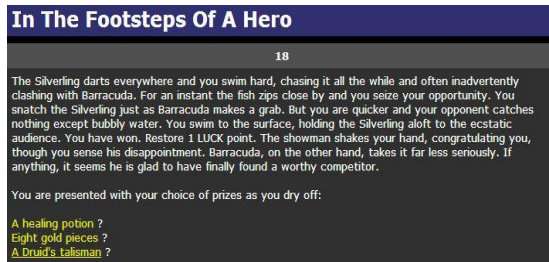 In The Footsteps Of A Hero
18
The Silverling darts everywhere and you swim hard, chasing it all the while and often inadvertently
clashing with Barracuda. For an instant the fish zips close by and you seize your opportunity. You
snatch the Silverling just as Barracuda makes a grab. But you are quicker and your opponent catches
nothing except bubbly water. You swim to the surface, holding the Silverling aloft to the ecstatic
audience. You have won. Restore 1 LUCK point. The showman shakes your hand, congratulating you,
though you sense his disappointment. Barracuda, on the other hand, takes it far less seriously. If
anything, it seems he is glad to have finally found a worthy competitor.
You are presented with your choice of prizes as you dry off:
A healing potion ?
Eight gold pieces ?
A Druid's talisman ?